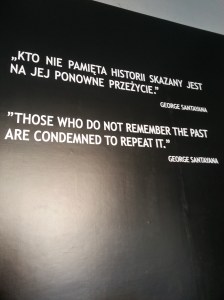 „KTO NIE PAMIĘTA HISTORII SKAZANY JEST
NA JEJ PONOWNE PRZEŻYCIE.”
GEORGE SANTAYANA
”THOSE WHO DO NOT REMEMBER THE PAST
ARE CONDEMNED TO REPEAT IT.”
GEORGE SANTAYANA